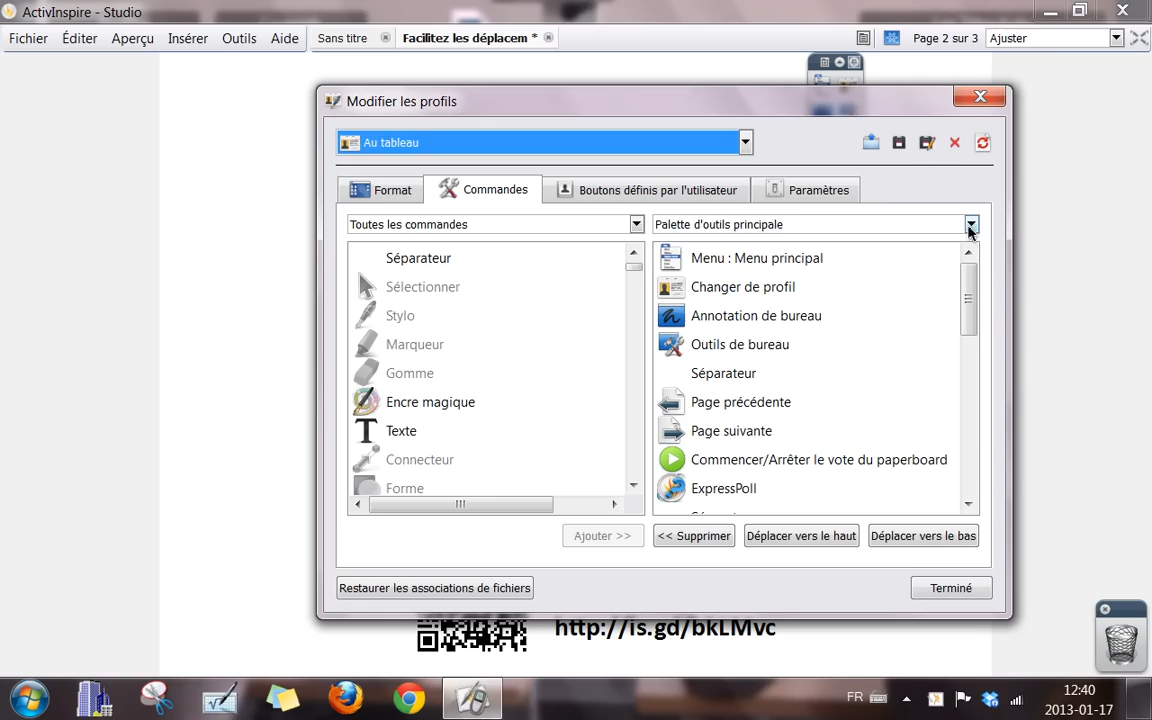 ActivInspire - Studio
Fichier Éditer Aperçu Insérer Outils Aide Sans titre Facilitez les déplacem * Page 2 sur 3 Ajuster
Modifier les profils
Au tableau
Format Commandes Boutons définis par l'utilisateur Paramètres
Toutes les commandes Palette d'outils principale
Séparateur Menu : Menu principal
Sélectionner Changer de profil
Stylo Annotation de bureau
Marqueur Outils de bureau
Gomme Séparateur
Encre magique Page précédente
Texte Page suivante
Connecteur Commencer/Arrêter le vote du paperboard
Forme ExpressPoll
Ajouter >> << Supprimer Déplacer vers le haut Déplacer vers le bas
Restaurer les associations de fichiers Terminé
http://is.gd/bkLMvc
FR 12:40
2013-01-17